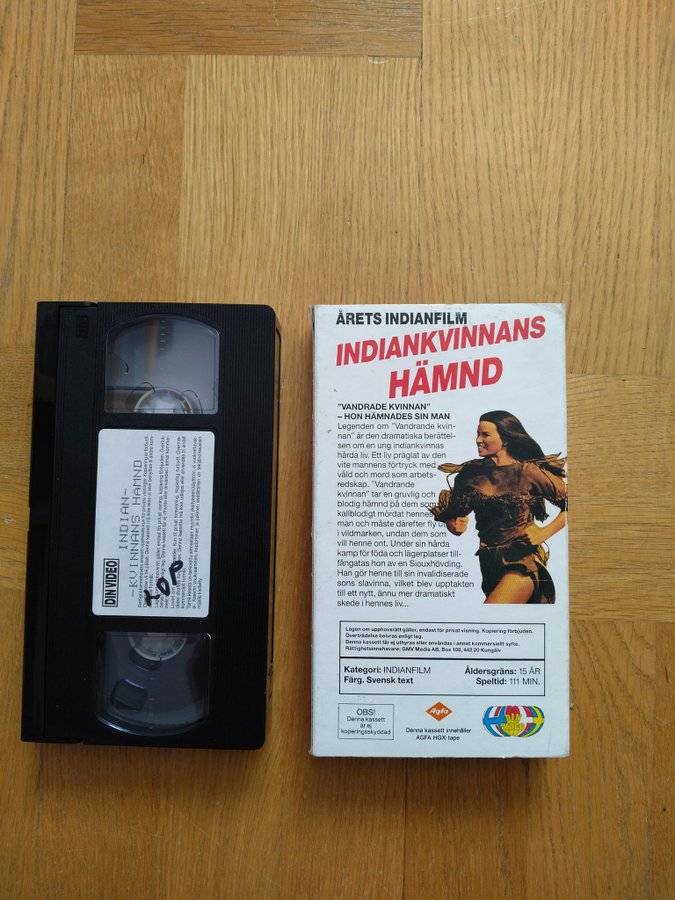 INDIAN-
-KVINNANS HÄMND
DIN VIDEO
KOP
ÅRETS INDIANFILM
INDIANKVINNANS
HÄMND
"VANDRADE KVINNAN"
– HON HÄMNADES SIN MAN
Legenden om "Vandrande kvin-
nan" är den dramatiska berättel-
sen om en ung indiankvinnas
hårda liv. Ett liv präglat av den
vite mannens förtryck med
våld och mord som arbets-
redskap. "Vandrade
kvinnan" tar en gruvlig och
blodig hämnd på dem som
kallblodigt mördat hennes
man och måste därefter fly
i vildmarken, undan dem som
vill henne ont. Under sin hårda
kamp för föda och lägerplatser till-
fångatas hon av en Siouxhövding.
Han gör henne till sin invalidiserade
sons slavinna, vilket blev upptakten
till ett nytt, ännu mer dramatiskt
skede i hennes liv...
Lagen om upphovsrätt gäller, endast för privat visning. Kopiering förbjuden.
Överträdelse beivras enligt lag.
Denna kassett får ej uthyras eller användas i annat kommersiellt syfte.
Rättighetsinnehavare: GMV Media AB, Box 108, 442 20 Kungälv
Kategori: INDIANFILM Åldersgräns: 15 ÅR
Färg. Svensk text Speltid: 111 MIN.
OBS!
Denna kassett
är ej
kopieringsskyddad
Agfa
Denna kassett innehåller
AGFA HGX tape